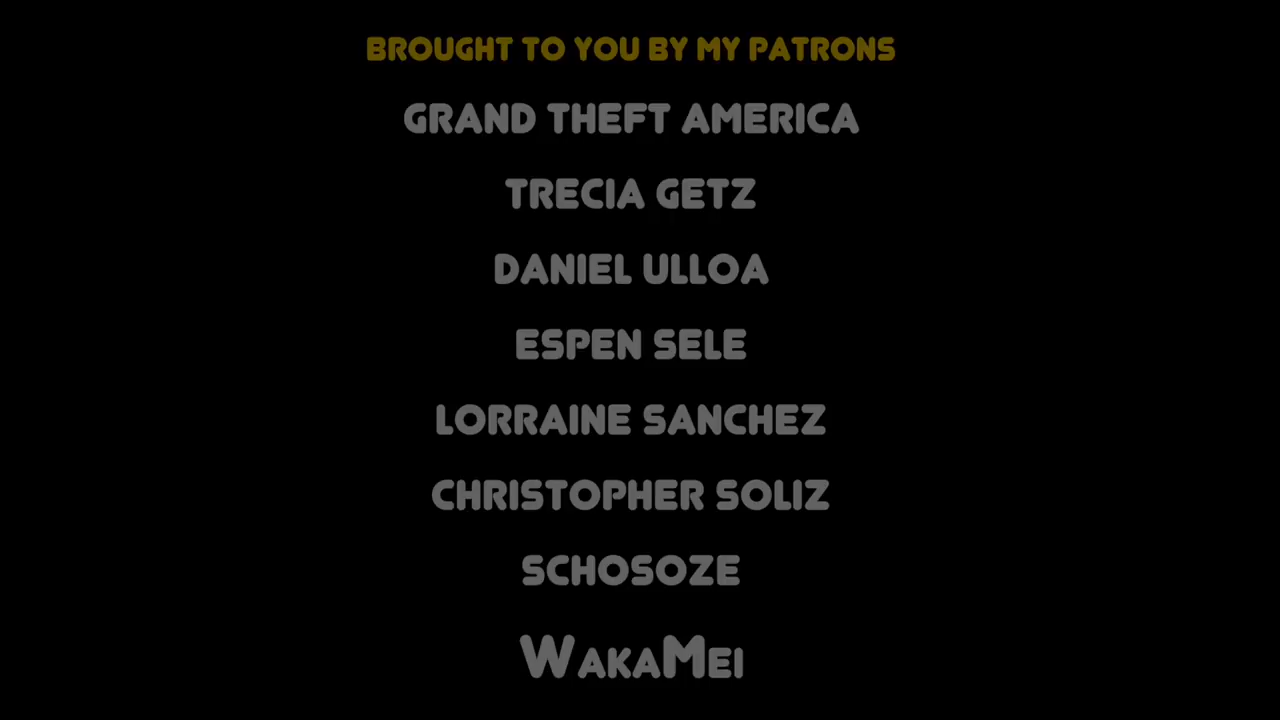 BROUGHT TO YOU BY MY PATRONS
GRAND THEFT AMERICA
TRECIA GETZ
DANIEL ULLOA
ESPEN SELE
LORRAINE SANCHEZ
CHRISTOPHER SOLIZ
SCHOSOZE
WAKAMEI